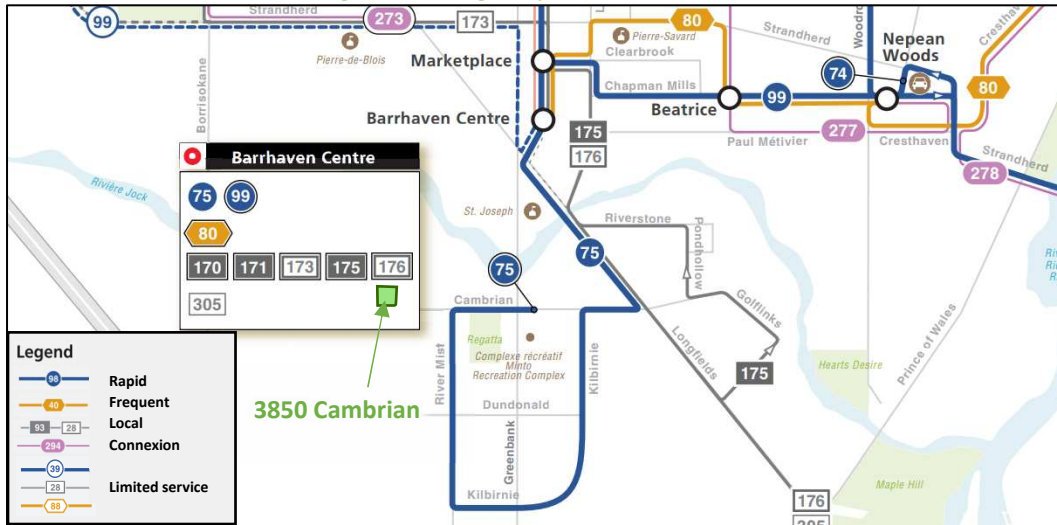 99
Strandherd
273
173
80
Pierre-Savard
Clearbrook
Strandherd
Woodro
Nepean
Woods
Cresthav
Pierre-de-Blois
Marketplace
Chapman Mills
74
80
Borrisokane
Beatrice
99
Barrhaven Centre
175
176
Paul Métivier
277
Cresthaven
Strandherd
278
Barrhaven Centre
75 99
80
170 171 173 175 176
305
Rivière Jock
St. Joseph
Riverstone
Pondhollow
75
75
Cambrian
Golflinks
Regatta
Complexe récréatif
Minto
Recreation Complex
River Mist
Kilbirnie
Longfields
175
Hearts Desire
Prince of Wales
3850 Cambrian
Dundonald
Greenbank
Kilbirnie
Maple Hill
176
305
Legend
98 Rapid
40 Frequent
93 28 Local
294 Connexion
39
28 Limited service
88